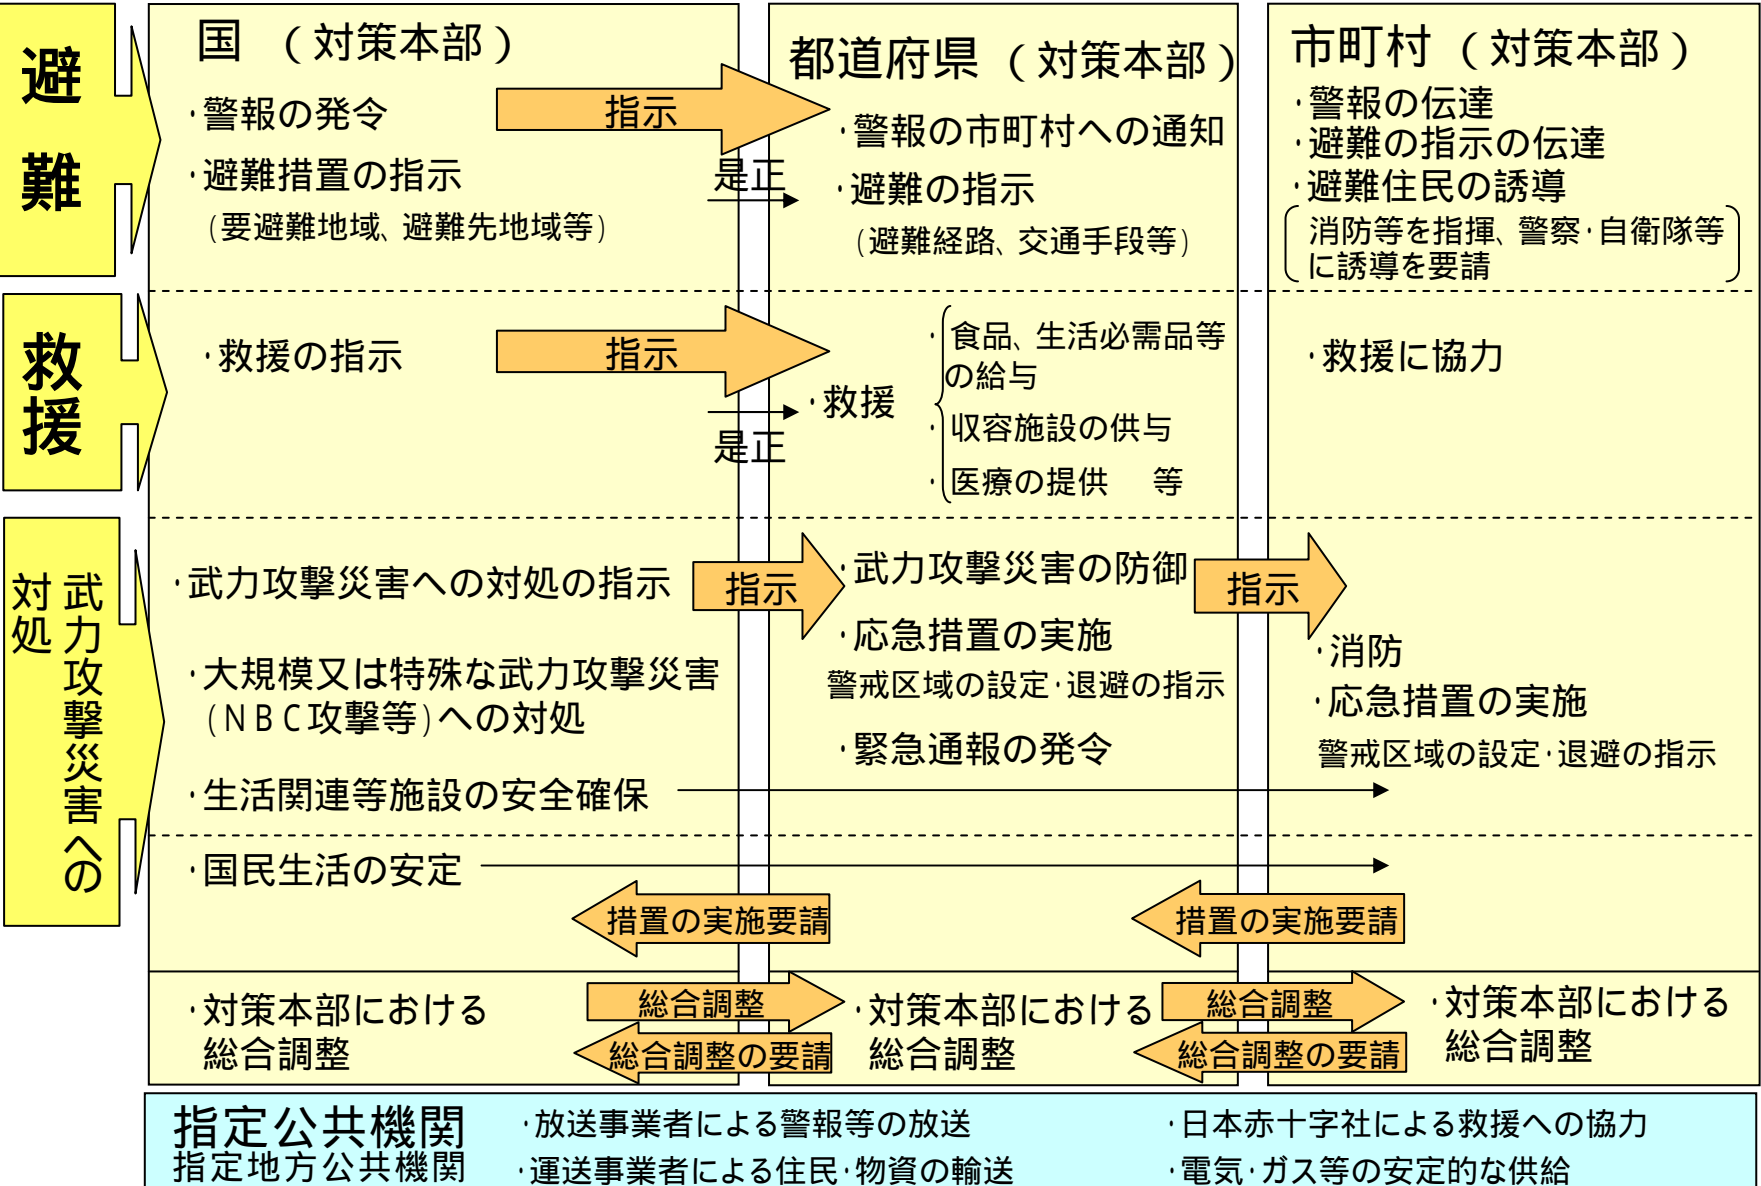 避難
国 （対策本部）
・警報の発令
・避難措置の指示
（要避難地域、避難先地域等）
指示
是正
都道府県（対策本部）
・警報の市町村への通知
・避難の指示
（避難経路、交通手段等）
市町村（対策本部）
・警報の伝達
・避難の指示の伝達
・避難住民の誘導
消防等を指揮、警察・自衛隊等
に誘導を要請
救援
・救援の指示
指示
是正
・救援
・食品、生活必需品等
の給与
・収容施設の供与
・医療の提供 等
・救援に協力
武力攻撃災害への
対処
・武力攻撃災害への対処の指示
・大規模又は特殊な武力攻撃災害
（ＮＢＣ攻撃等）への対処
・生活関連等施設の安全確保
指示
・武力攻撃災害の防御
・応急措置の実施
警戒区域の設定・退避の指示
・緊急通報の発令
指示
・消防
・応急措置の実施
警戒区域の設定・退避の指示
・国民生活の安定
措置の実施要請
措置の実施要請
・対策本部における
総合調整
総合調整
総合調整の要請
・対策本部における
総合調整
総合調整
総合調整の要請
・対策本部における
総合調整
指定公共機関
指定地方公共機関
・放送事業者による警報等の放送
・運送事業者による住民・物資の輸送
・日本赤十字社による救援への協力
・電気・ガス等の安定的な供給